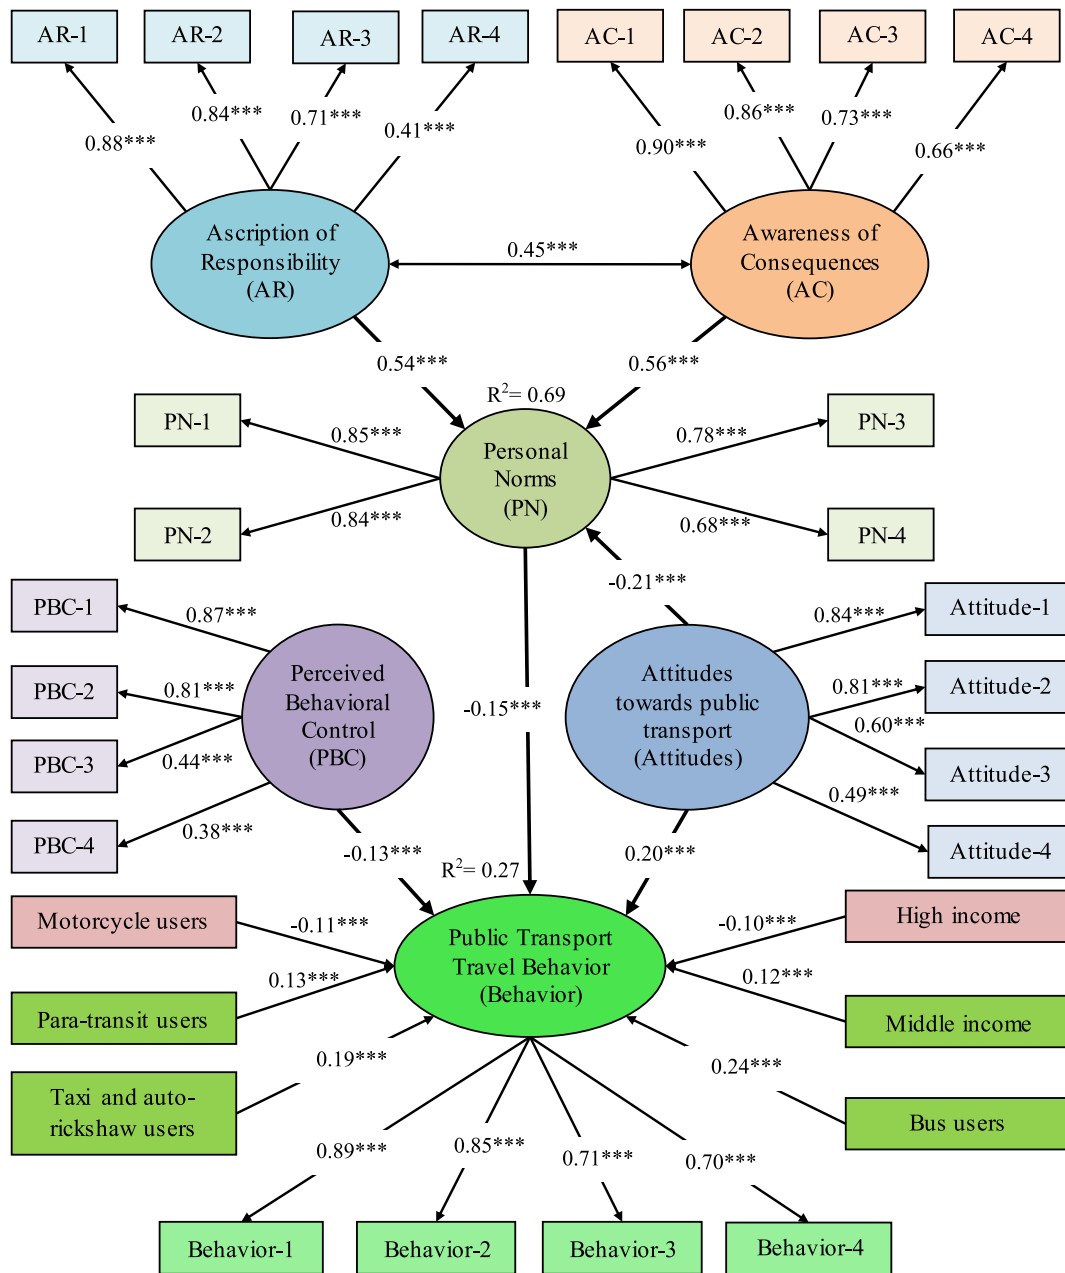 AR-1
AR-2
AR-3
AR-4
AC-1
AC-2
AC-3
AC-4
0.88***
0.84***
0.71***
0.41***
0.90***
0.86***
0.73***
0.66***
Ascription of
Responsibility
(AR)
0.45***
Awareness of
Consequences
(AC)
0.54***
0.56***
R²= 0.69
PN-1
0.85***
PN-2
0.84***
Personal
Norms
(PN)
0.78***
PN-3
0.68***
PN-4
-0.21***
PBC-1
0.87***
PBC-2
0.81***
PBC-3
0.44***
PBC-4
0.38***
Perceived
Behavioral
Control
(PBC)
-0.15***
Attitudes
towards public
transport
(Attitudes)
0.84***
Attitude-1
0.81***
Attitude-2
0.60***
Attitude-3
0.49***
Attitude-4
-0.13***
R²= 0.27
0.20***
Motorcycle users
-0.11***
Para-transit users
0.13***
Taxi and auto-
rickshaw users
0.19***
Public Transport
Travel Behavior
(Behavior)
-0.10***
High income
0.12***
Middle income
0.24***
Bus users
0.89***
0.85***
0.71***
0.70***
Behavior-1
Behavior-2
Behavior-3
Behavior-4